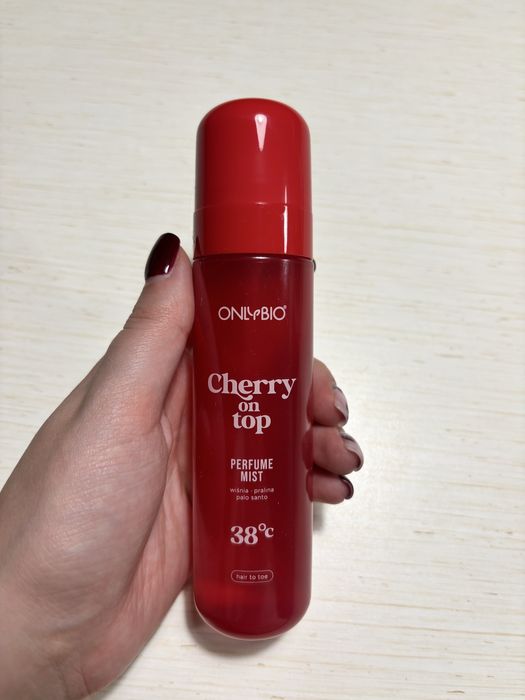 ONLYBIO®
Cherry
on
top
PERFUME
MIST
wiśnia · pralina
palo santo
38°C
hair to toe